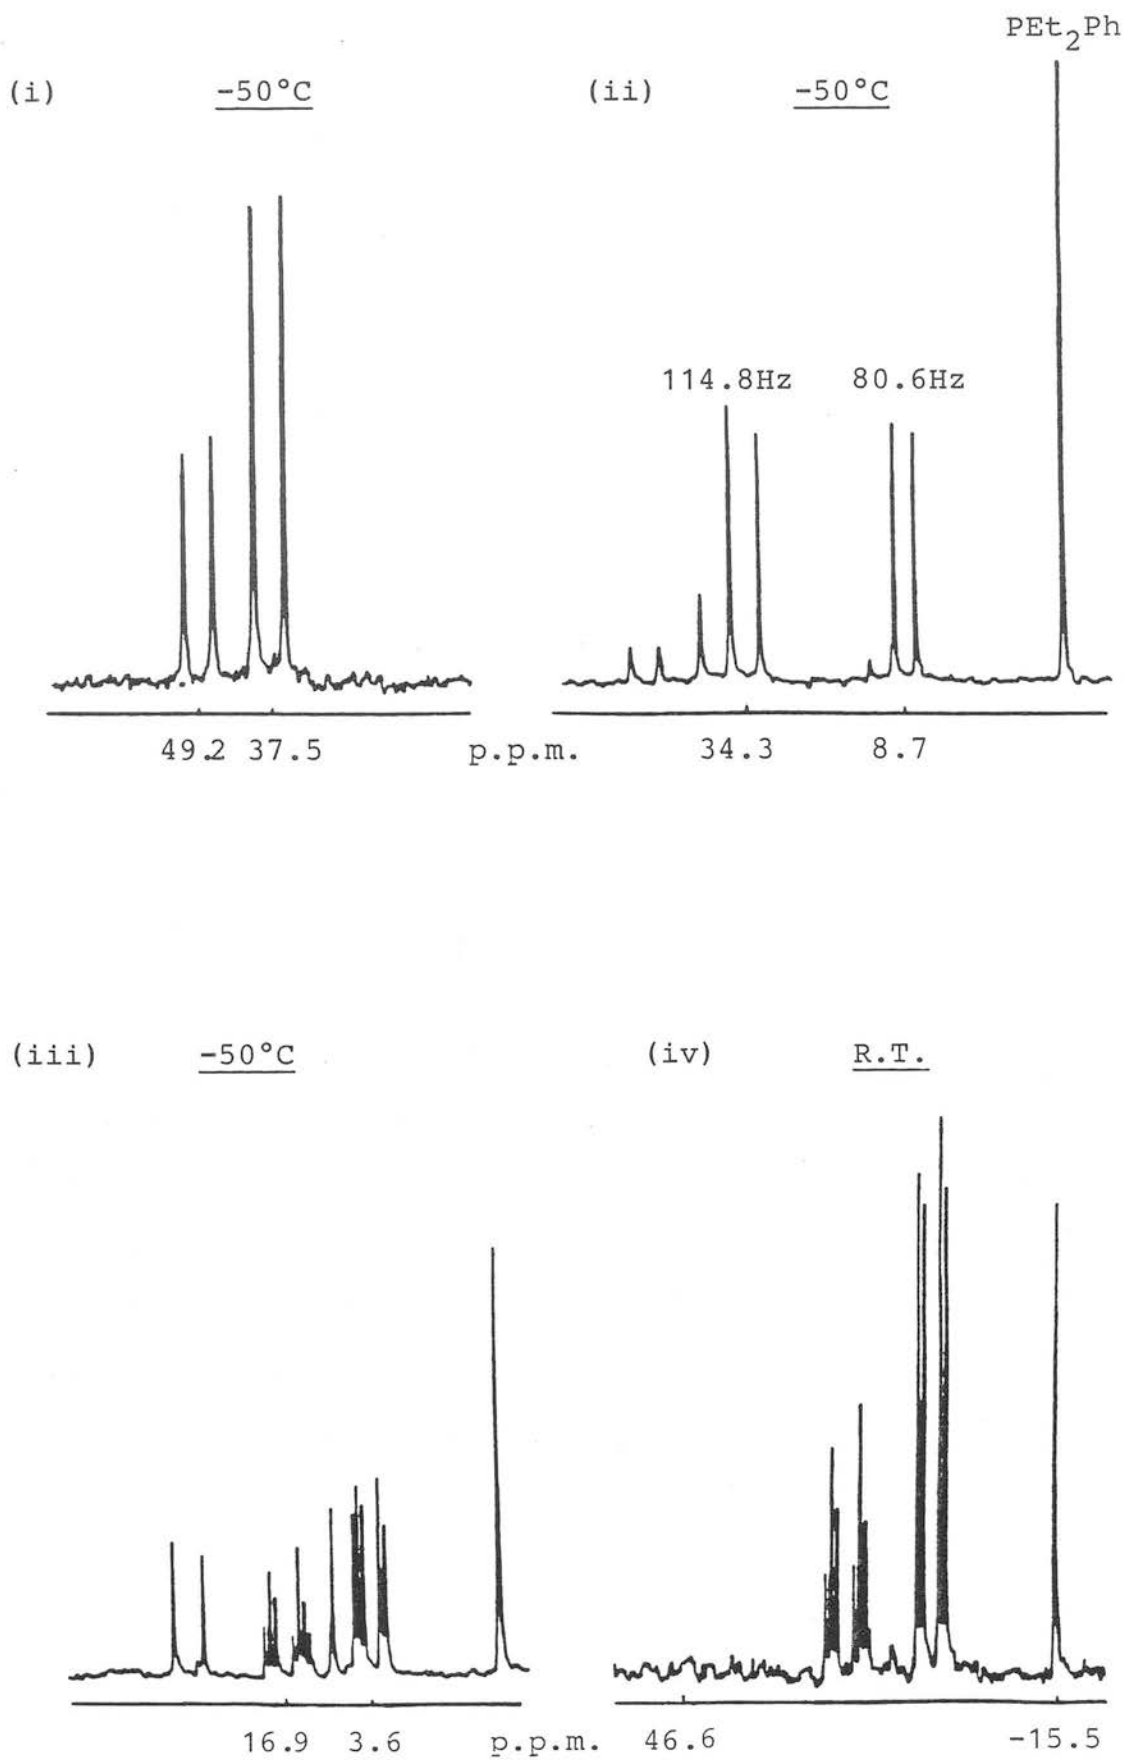 PEt2Ph
(i) -50°C (ii) -50°C
114.8Hz 80.6Hz
49.2 37.5 p.p.m. 34.3 8.7
(iii) -50°C (iv) R.T.
16.9 3.6 p.p.m. 46.6 -15.5